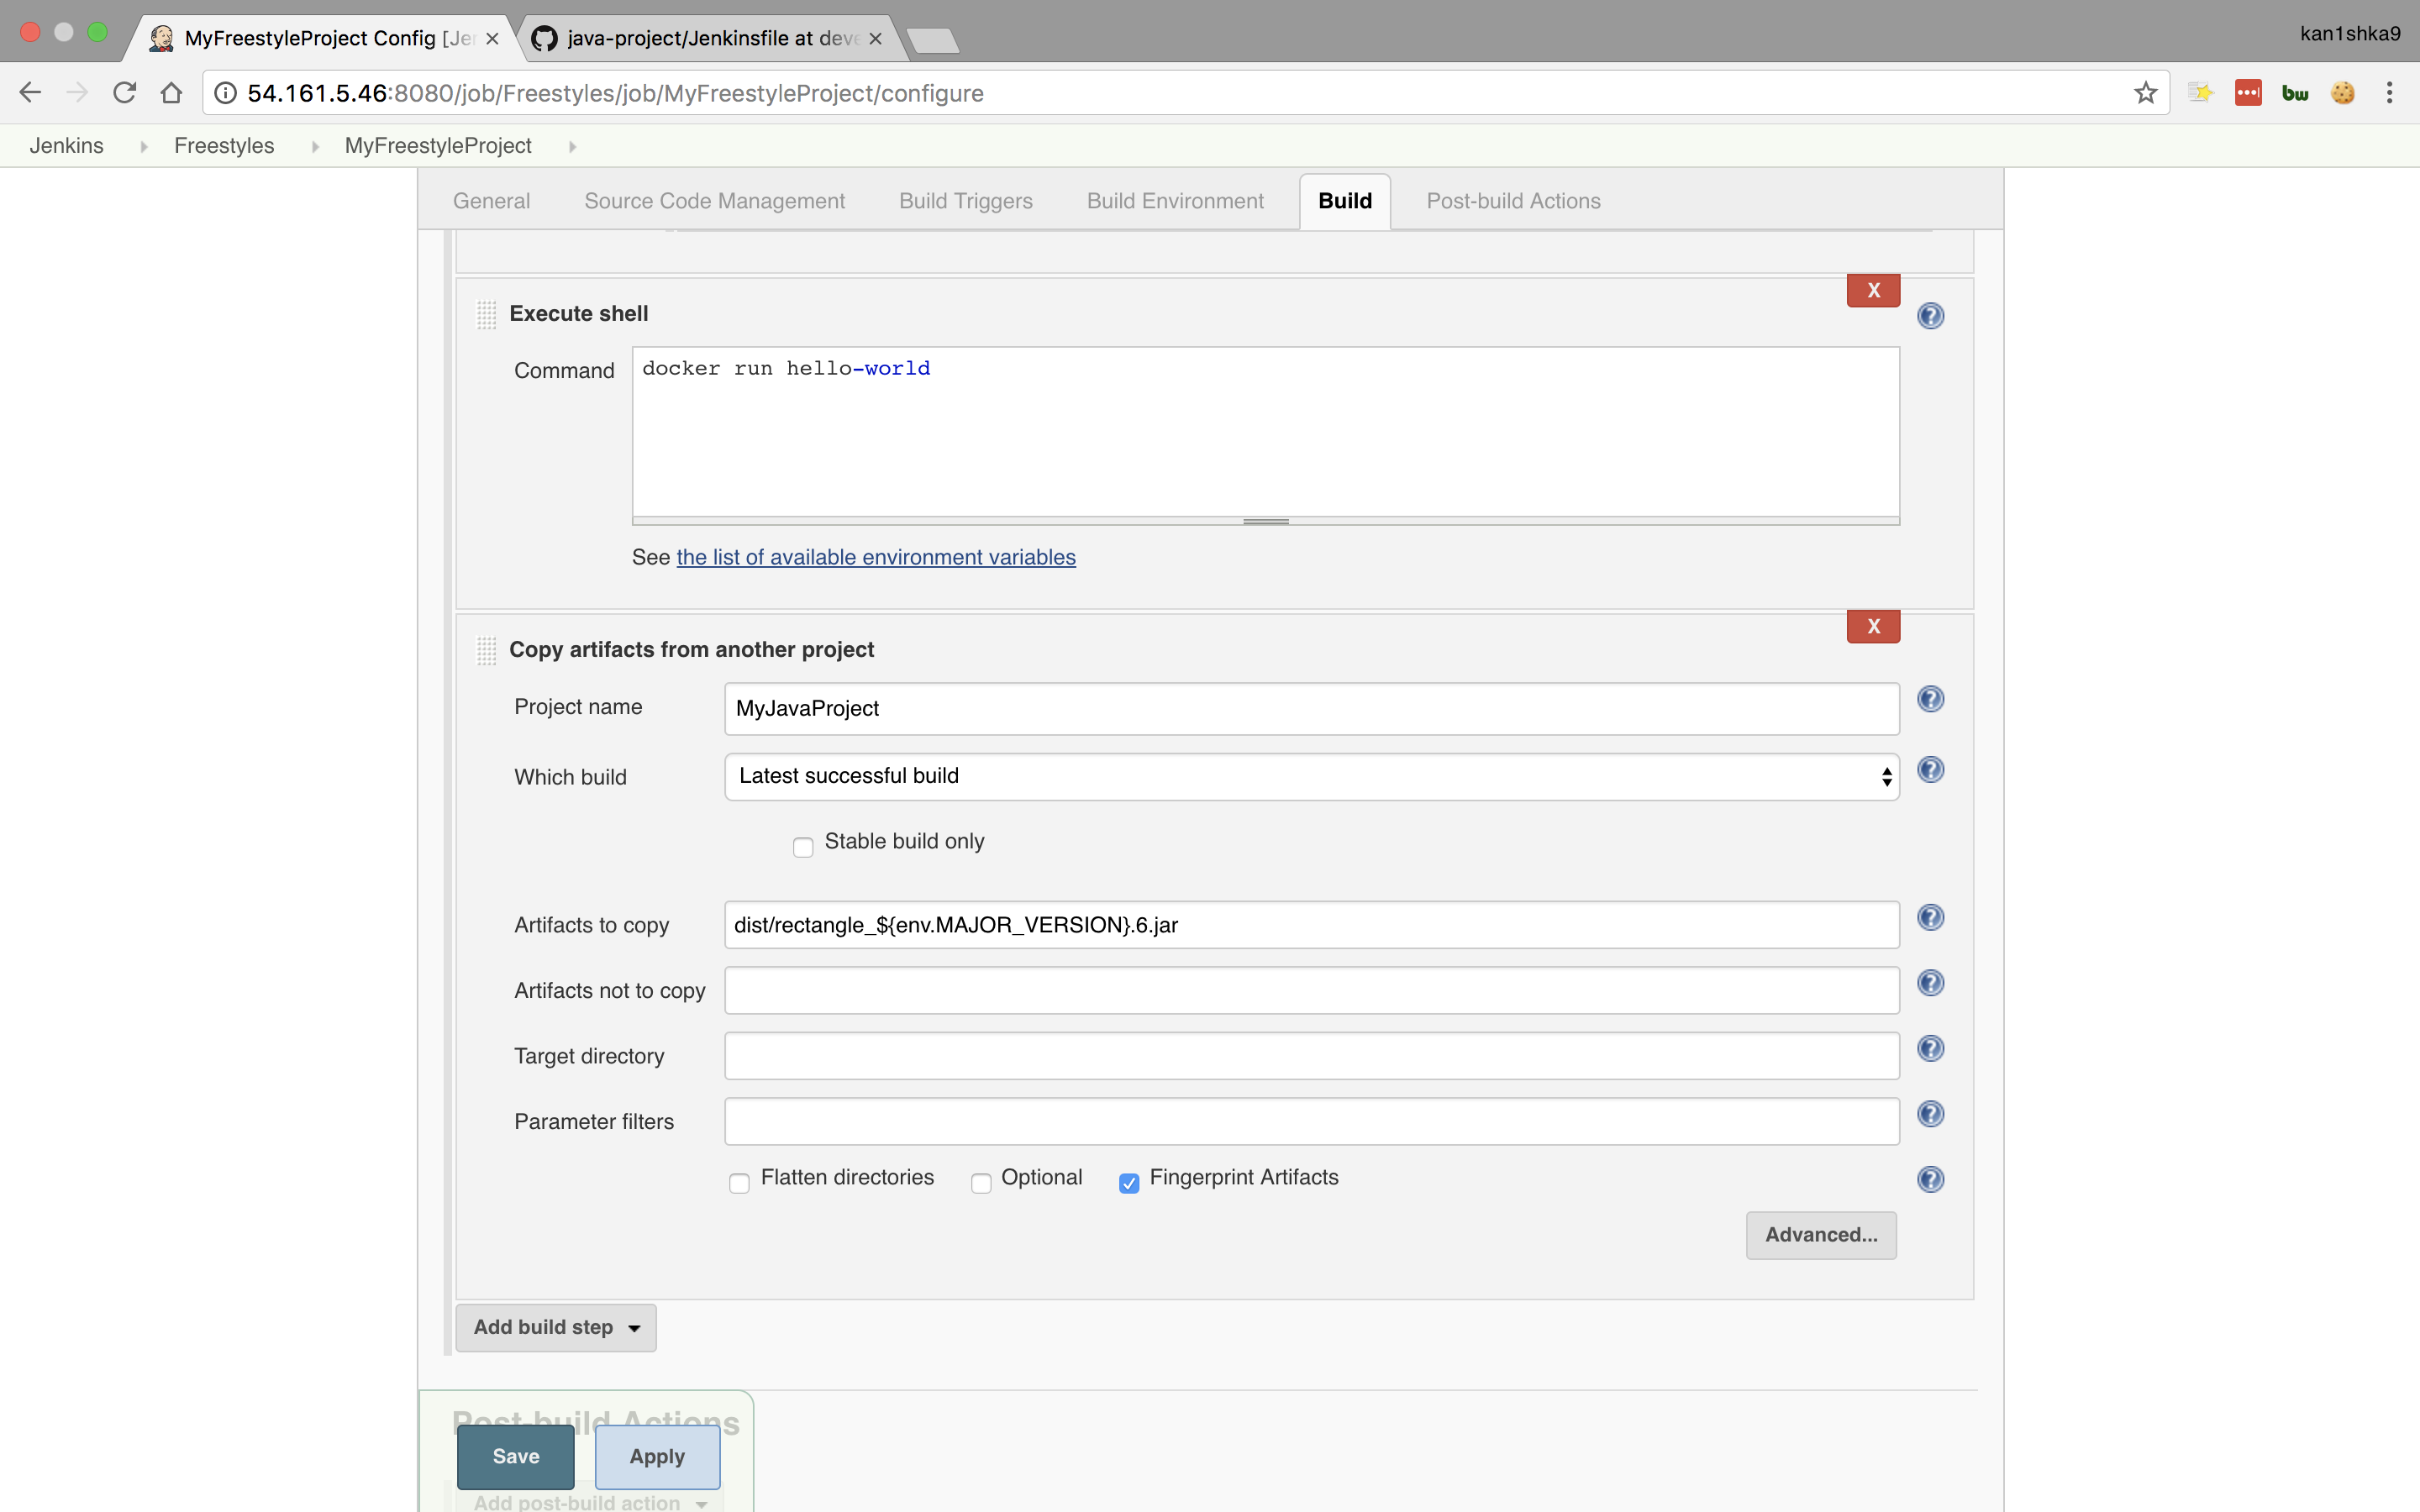 MyFreestyleProject Config [Jer
java-project/Jenkinsfile at deve
kan1shka9
54.161.5.46:8080/job/Freestyles/job/MyFreestyleProject/configure
bw
Jenkins Freestyles MyFreestyleProject
General Source Code Management Build Triggers Build Environment Build Post-build Actions
X
Execute shell
Command docker run hello-world
See the list of available environment variables
X
Copy artifacts from another project
Project name MyJavaProject
Which build Latest successful build
Stable build only
Artifacts to copy dist/rectangle_${env.MAJOR_VERSION}.6.jar
Artifacts not to copy
Target directory
Parameter filters
Flatten directories Optional Fingerprint Artifacts
Advanced...
Add build step
Post-build Actions
Save Apply
Add post-build action